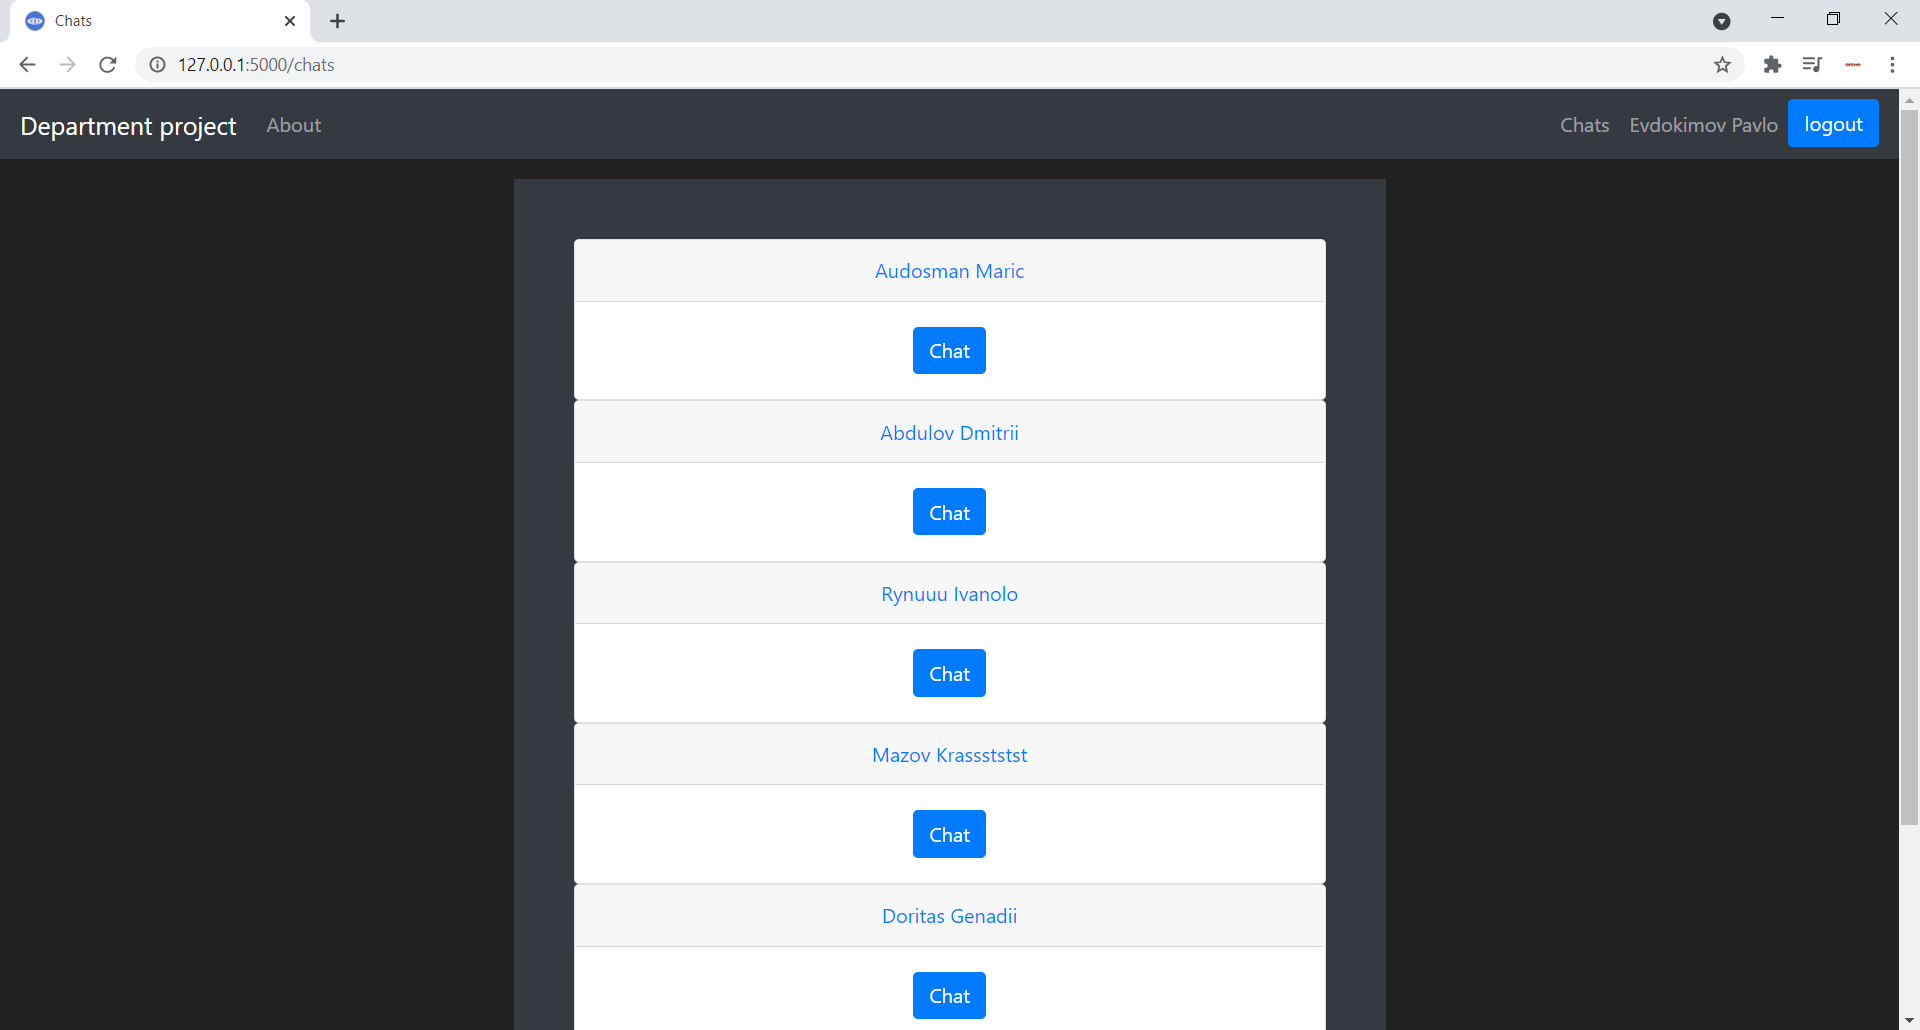 Chats
127.0.0.1:5000/chats
Department project About Chats Evdokimov Pavlo logout
Audosman Maric
Chat
Abdulov Dmitrii
Chat
Rynuuu Ivanolo
Chat
Mazov Krasssttstst
Chat
Doritas Genadii
Chat